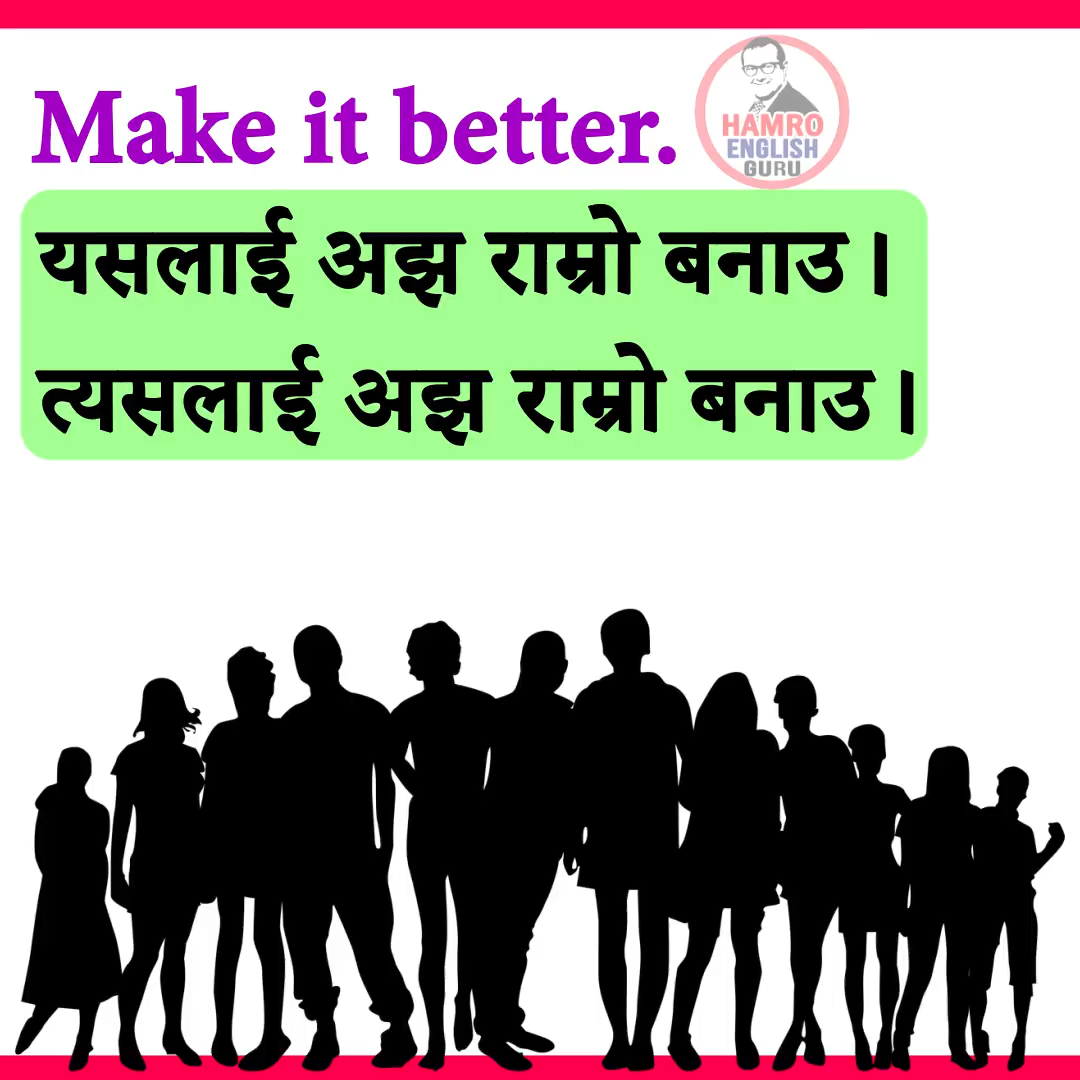 Make it better.
HAMRO
ENGLISH
GURU
यसलाई अझ राम्रो बनाउ।
त्यसलाई अझ राम्रो बनाउ।